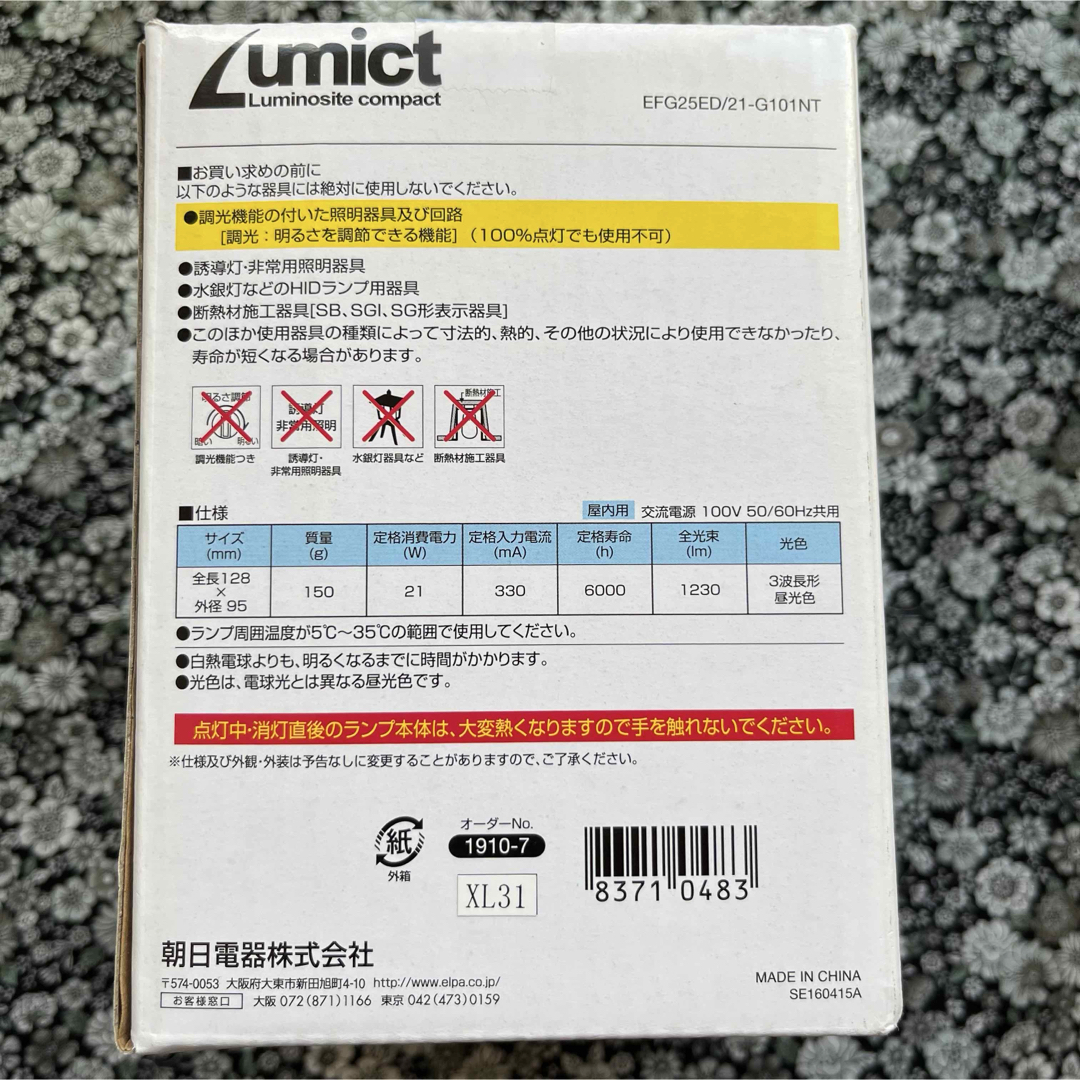 Lumict
Luminosite compact
EFG25ED/21-G101NT
■お買い求めの前に
以下のような器具には絶対に使用しないでください。
●調光機能の付いた照明器具及び回路
[調光：明るさを調節できる機能]（100%点灯でも使用不可）
●誘導灯・非常用照明器具
●水銀灯などのHIDランプ用器具
●断熱材施工器具[SB、SGI、SG形表示器具]
●このほか使用器具の種類によって寸法的、熱的、その他の状況により使用できなかったり、
寿命が短くなる場合があります。
明るさ調節
暗い 明るい
調光機能つき
誘導灯
非常用照明
誘導灯・
非常用照明器具
水銀灯器具など
断熱材施工
断熱材施工器具
■仕様
屋内用 交流電源 100V 50/60Hz共用
サイズ
(mm)
質量
(g)
定格消費電力
(W)
定格入力電流
(mA)
定格寿命
(h)
全光束
(lm)
光色
全長128
×
外径 95
150
21
330
6000
1230
3波長形
昼光色
●ランプ周囲温度が5℃〜35℃の範囲で使用してください。
●白熱電球よりも、明るくなるまでに時間がかかります。
●光色は、電球光とは異なる昼光色です。
点灯中・消灯直後のランプ本体は、大変熱くなりますので手を触れないでください。
※仕様及び外観・外装は予告なしに変更することがありますので、ご了承ください。
紙
外箱
オーダーNo.
1910-7
XL31
8371 0483
朝日電器株式会社
〒574-0053 大阪府大東市新田旭町4-10 http://www.elpa.co.jp/
お客様窓口 大阪 072(871)1166 東京 042(473)0159
MADE IN CHINA
SE160415A